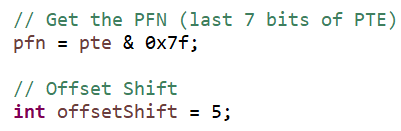 // Get the PFN (last 7 bits of PTE)
pfn = pte & 0x7f;
// Offset Shift
int offsetShift = 5;